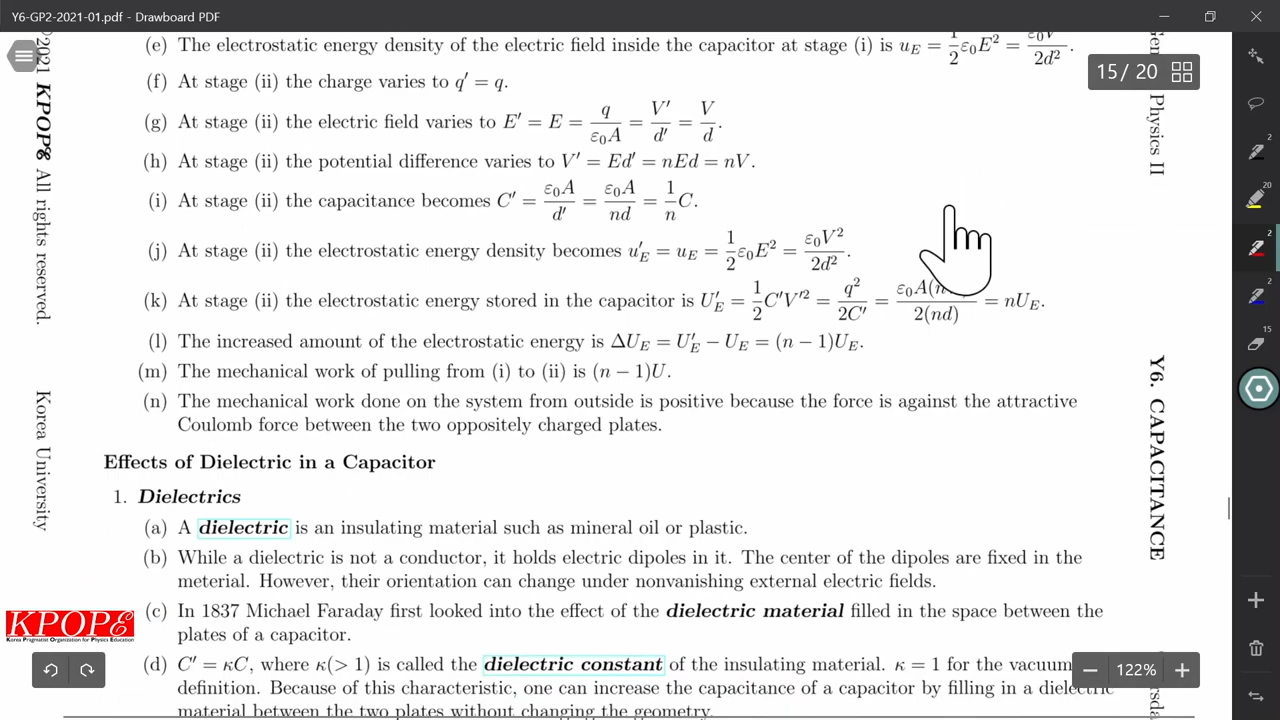 Y6-GP2-2021-01.pdf - Drawboard PDF
(e) The electrostatic energy density of the electric field inside the capacitor at stage (i) is u_E = 1/2 ε₀E² = ε₀V²/2d².
15 / 20
(f) At stage (ii) the charge varies to q′ = q.
(g) At stage (ii) the electric field varies to E′ = E = q/ε₀A = V′/d′ = V/d.
(h) At stage (ii) the potential difference varies to V′ = Ed′ = nEd = nV.
(i) At stage (ii) the capacitance becomes C′ = ε₀A/d′ = ε₀A/nd = 1/n C.
(j) At stage (ii) the electrostatic energy density becomes u′_E = u_E = 1/2 ε₀E² = ε₀V²/2d².
(k) At stage (ii) the electrostatic energy stored in the capacitor is U′_E = 1/2 C′V′² = q²/2C′ = ε₀A(n /2(nd) = nU_E.
(l) The increased amount of the electrostatic energy is ΔU_E = U′_E − U_E = (n − 1)U_E.
(m) The mechanical work of pulling from (i) to (ii) is (n − 1)U.
(n) The mechanical work done on the system from outside is positive because the force is against the attractive
Coulomb force between the two oppositely charged plates.
Effects of Dielectric in a Capacitor
1. Dielectrics
(a) A dielectric is an insulating material such as mineral oil or plastic.
(b) While a dielectric is not a conductor, it holds electric dipoles in it. The center of the dipoles are fixed in the
meterial. However, their orientation can change under nonvanishing external electric fields.
(c) In 1837 Michael Faraday first looked into the effect of the dielectric material filled in the space between the
plates of a capacitor.
(d) C′ = κC, where κ(> 1) is called the dielectric constant of the insulating material. κ = 1 for the vacuum
definition. Because of this characteristic, one can increase the capacitance of a capacitor by filling in a dielectric
material between the two plates without changing the geometry.
©2021 KPOPE All rights reserved.
Korea University
KPOPE
Korea Pragmatist Organization for Physics Education
Physics II
Y6. CAPACITANCE
122%
20
2
2
2
15